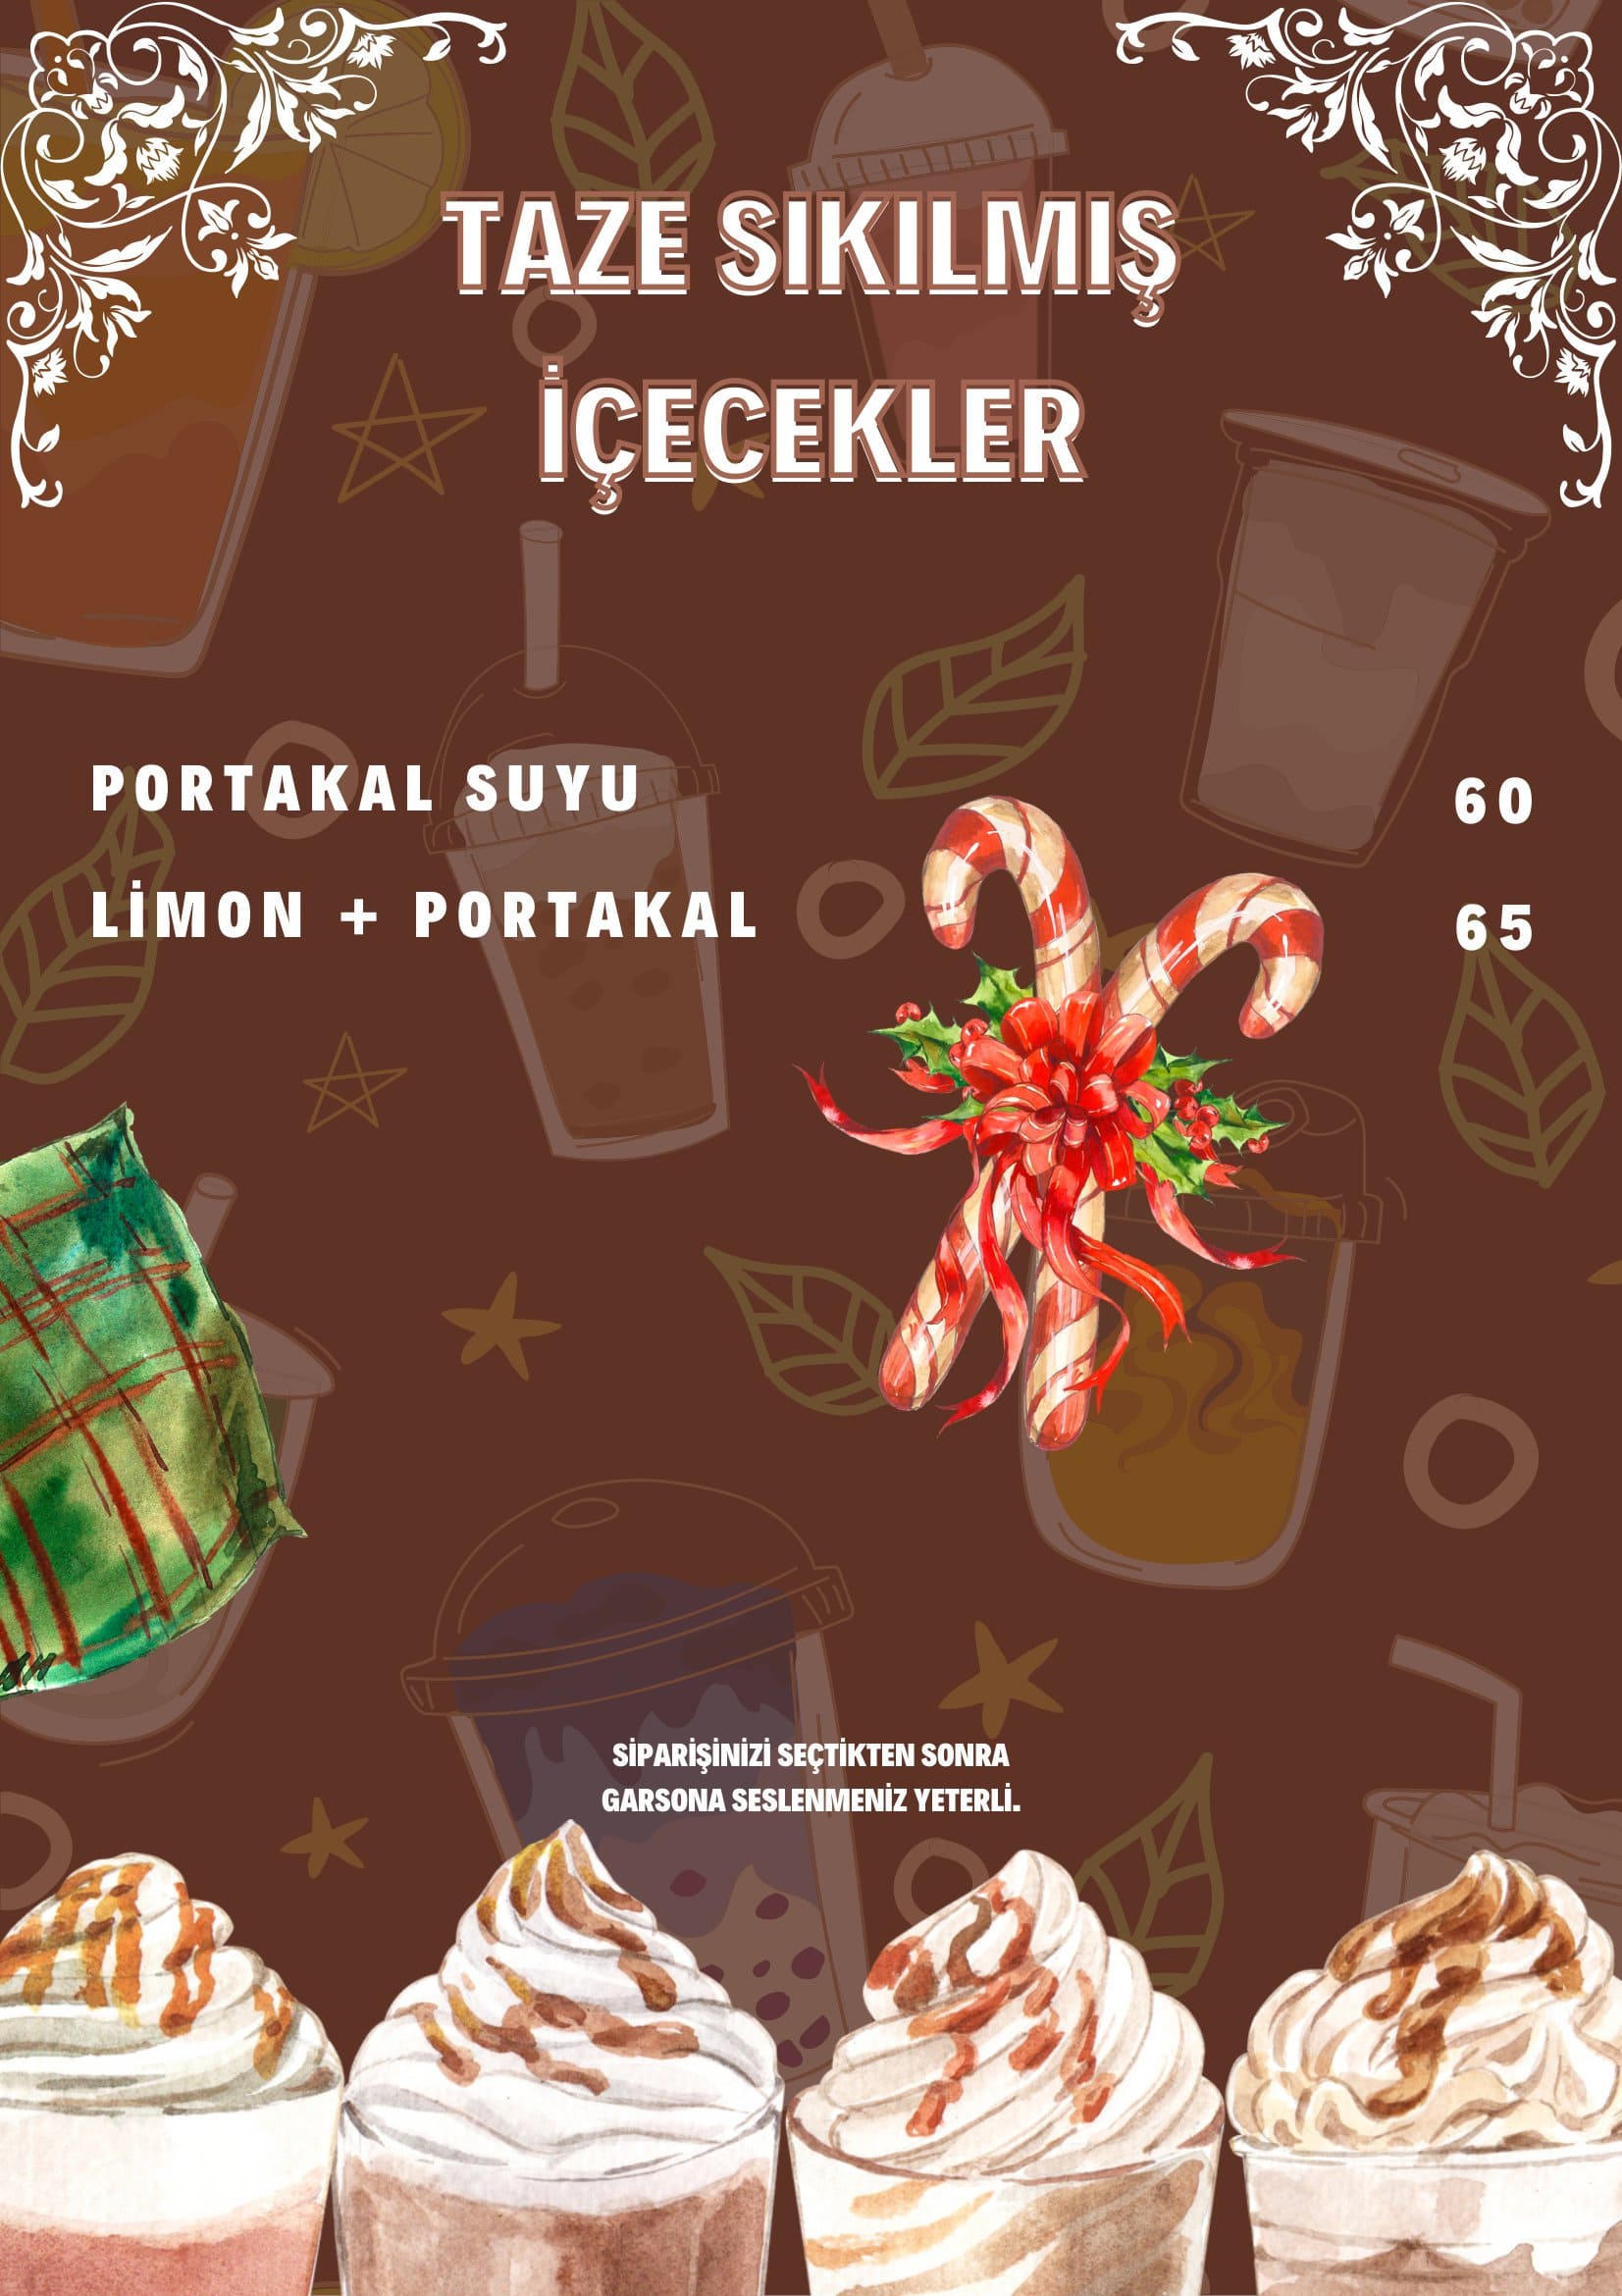 TAZE SIKILMIŞ
İÇECEKLER
PORTAKAL SUYU 60
LİMON + PORTAKAL 65
SİPARİŞİNİZİ SEÇTİKTEN SONRA
GARSONA SESLENMENİZ YETERLİ.